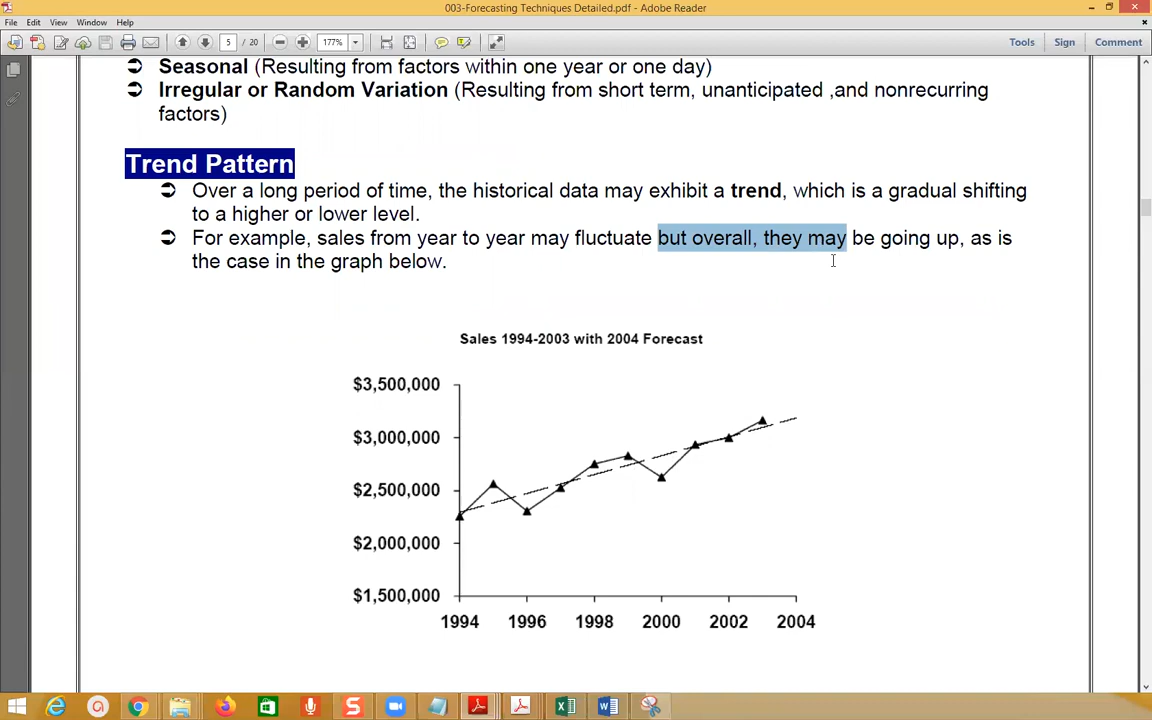 003-Forecasting Techniques Detailed.pdf - Adobe Reader
File Edit View Window Help
5 / 20 177% Tools Sign Comment
Seasonal (Resulting from factors within one year or one day)
Irregular or Random Variation (Resulting from short term, unanticipated ,and nonrecurring
factors)
Trend Pattern
Over a long period of time, the historical data may exhibit a trend, which is a gradual shifting
to a higher or lower level.
For example, sales from year to year may fluctuate but overall, they may be going up, as is
the case in the graph below.
Sales 1994-2003 with 2004 Forecast
$3,500,000
$3,000,000
$2,500,000
$2,000,000
$1,500,000
1994 1996 1998 2000 2002 2004